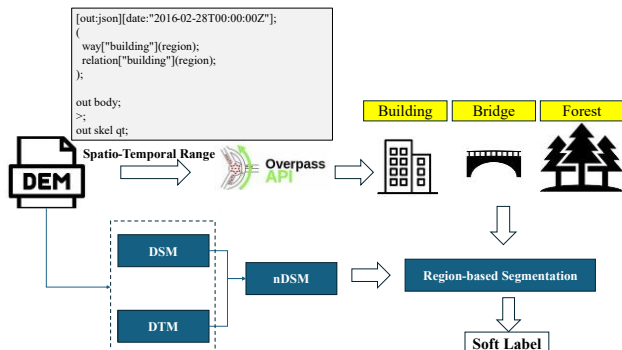 [out:json][date:"2016-02-28T00:00:00Z"];
(
way["building"](region);
relation["building"](region);
);
out body;
>;
out skel qt;
Building
Bridge
Forest
DEM
Spatio-Temporal Range
Overpass
API
DSM
nDSM
DTM
Region-based Segmentation
Soft Label